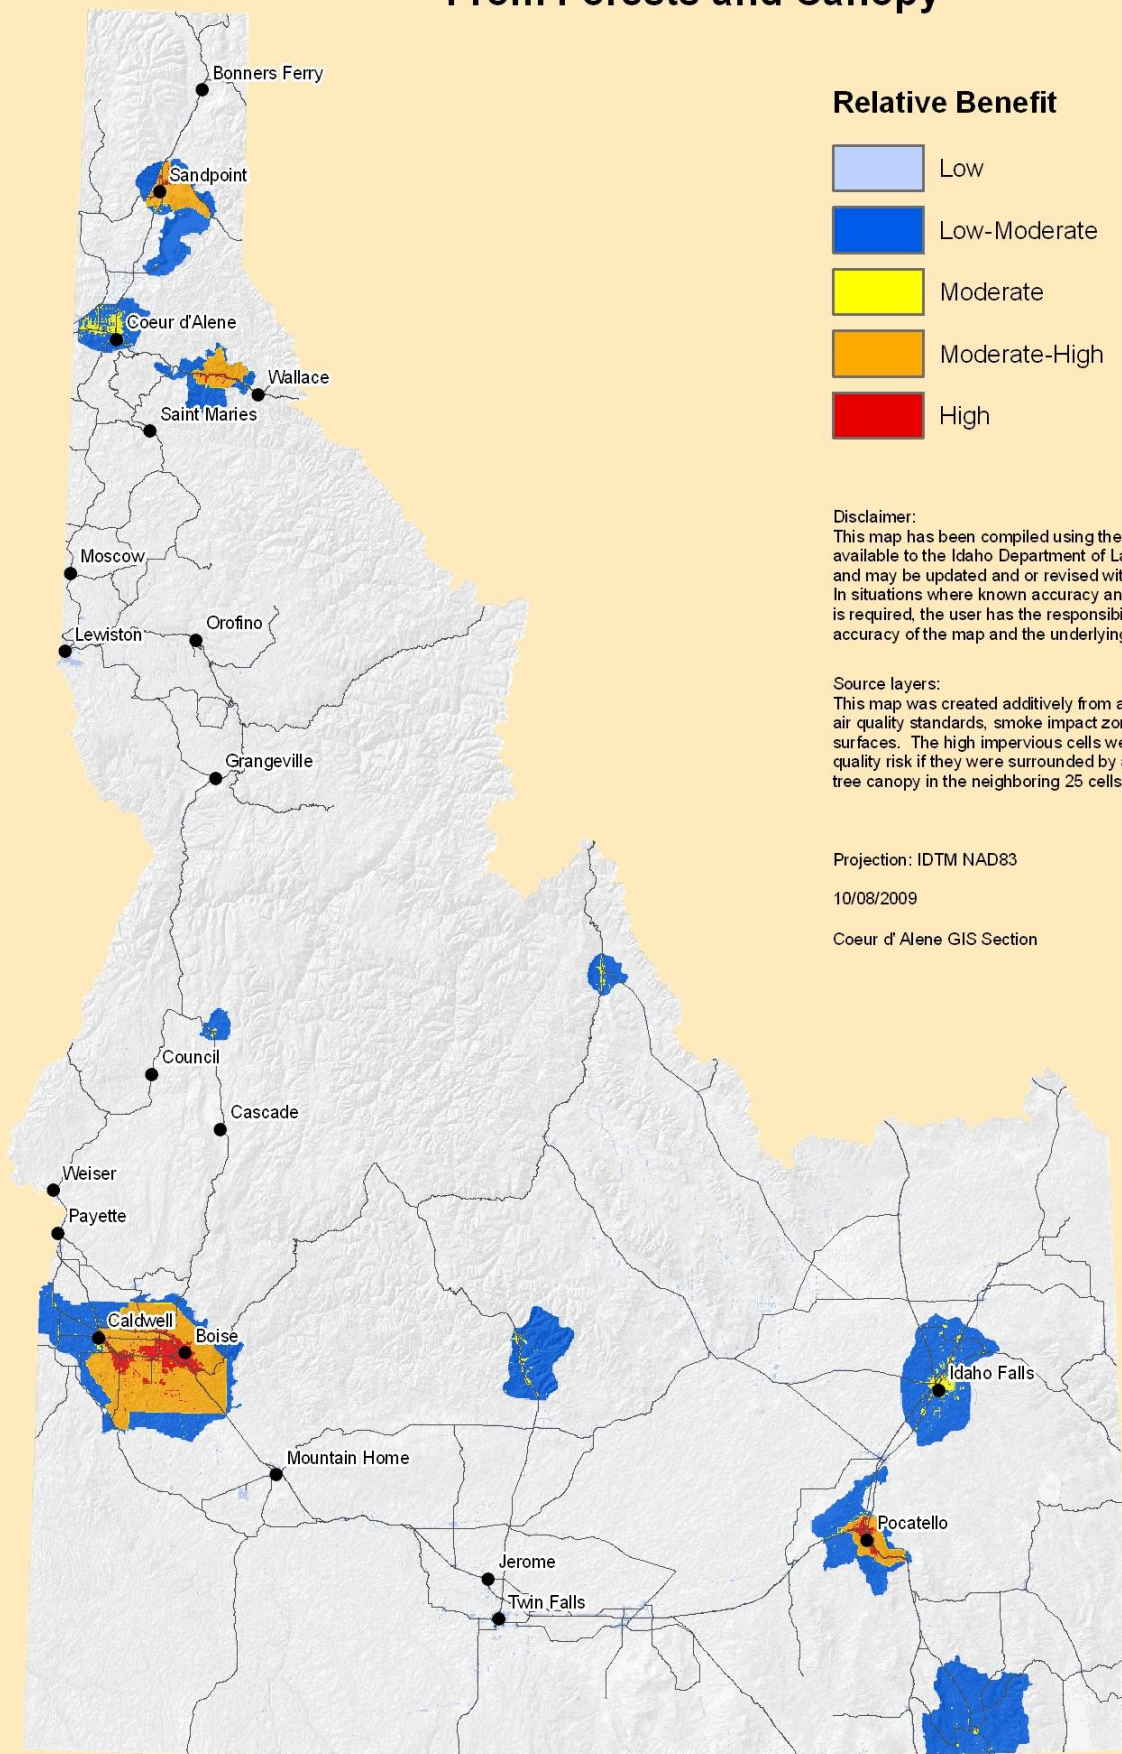 From Forests and Canopy
Bonners Ferry
Sandpoint
Coeur d'Alene
Wallace
Saint Maries
Moscow
Orofino
Lewiston
Grangeville
Council
Cascade
Weiser
Payette
Caldwell
Boise
Idaho Falls
Mountain Home
Pocatello
Jerome
Twin Falls
Relative Benefit
Low
Low-Moderate
Moderate
Moderate-High
High
Disclaimer:
This map has been compiled using the
available to the Idaho Department of La
and may be updated and or revised wit
In situations where known accuracy an
is required, the user has the responsibi
accuracy of the map and the underlying
Source layers:
This map was created additively from a
air quality standards, smoke impact zo
surfaces. The high impervious cells we
quality risk if they were surrounded by
tree canopy in the neighboring 25 cells
Projection: IDTM NAD83
10/08/2009
Coeur d' Alene GIS Section